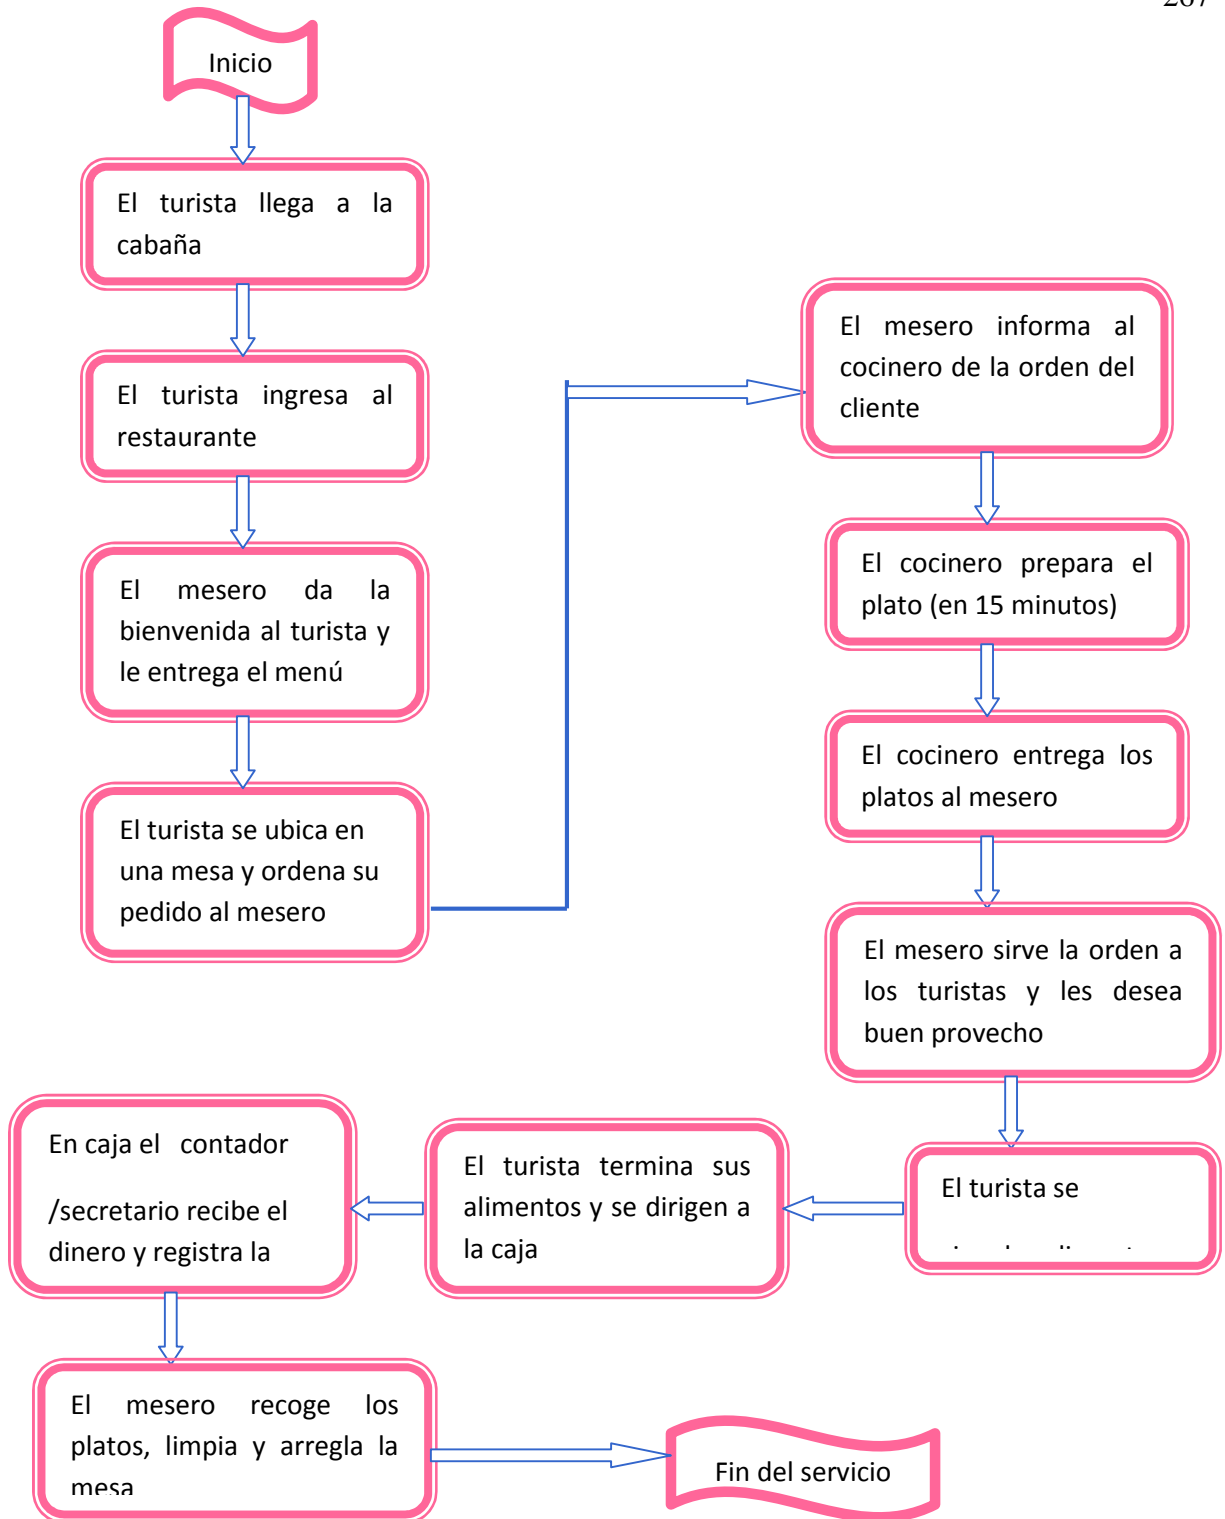 Inicio
El turista llega a la
cabaña
El turista ingresa al
restaurante
El mesero da la
bienvenida al turista y
le entrega el menú
El turista se ubica en
una mesa y ordena su
pedido al mesero
El mesero informa al
cocinero de la orden del
cliente
El cocinero prepara el
plato (en 15 minutos)
El cocinero entrega los
platos al mesero
El mesero sirve la orden a
los turistas y les desea
buen provecho
El turista se
El turista termina sus
alimentos y se dirigen a
la caja
En caja el contador
/secretario recibe el
dinero y registra la
El mesero recoge los
platos, limpia y arregla la
mesa
Fin del servicio